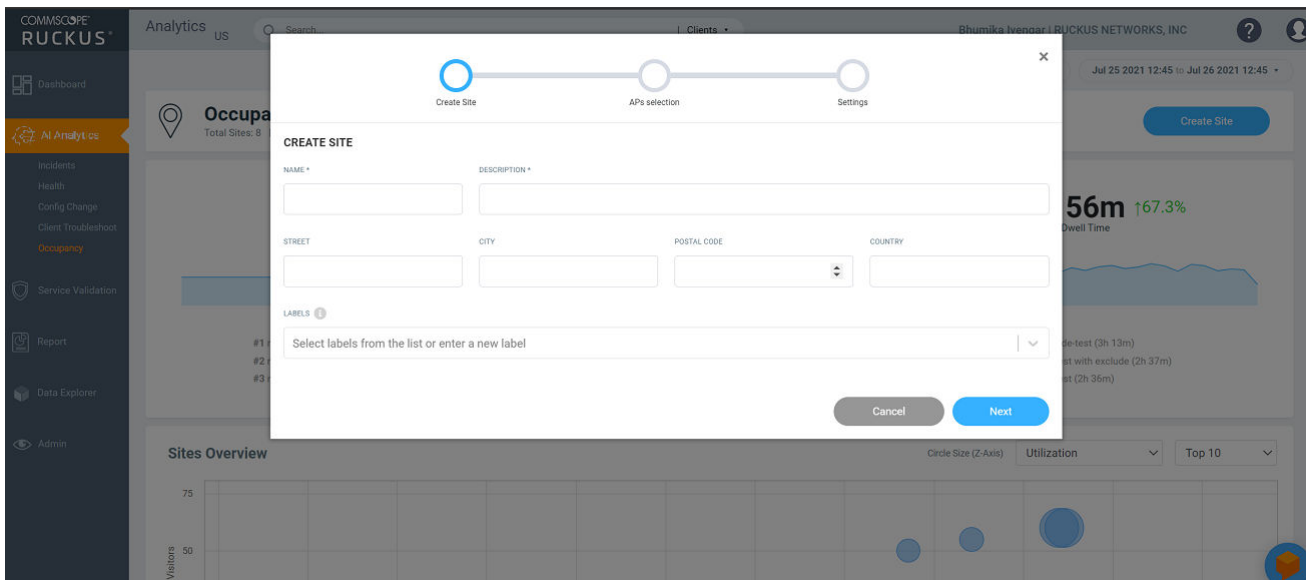 COMMSCOPE
RUCKUS
Analytics US
Search...
Clients
Bhumika Iyengar | RUCKUS NETWORKS, INC
?
×
Jul 25 2021 12:45 to Jul 26 2021 12:45
Dashboard
Create Site
APs selection
Settings
Occupa
Total Sites: 8
Create Site
AI Analytics
CREATE SITE
Incidents
NAME *
DESCRIPTION *
Health
Config Change
56m ↑67.3%
Client Troubleshoot
Dwell Time
Occupancy
STREET
CITY
POSTAL CODE
COUNTRY
Service Validation
LABELS i
Report
Select labels from the list or enter a new label
#1
#2
#3
de-test (3h 13m)
st with exclude (2h 37m)
st (2h 36m)
Data Explorer
Cancel
Next
Admin
Sites Overview
Circle Size (Z-Axis)
Utilization
Top 10
75
50
Visitors